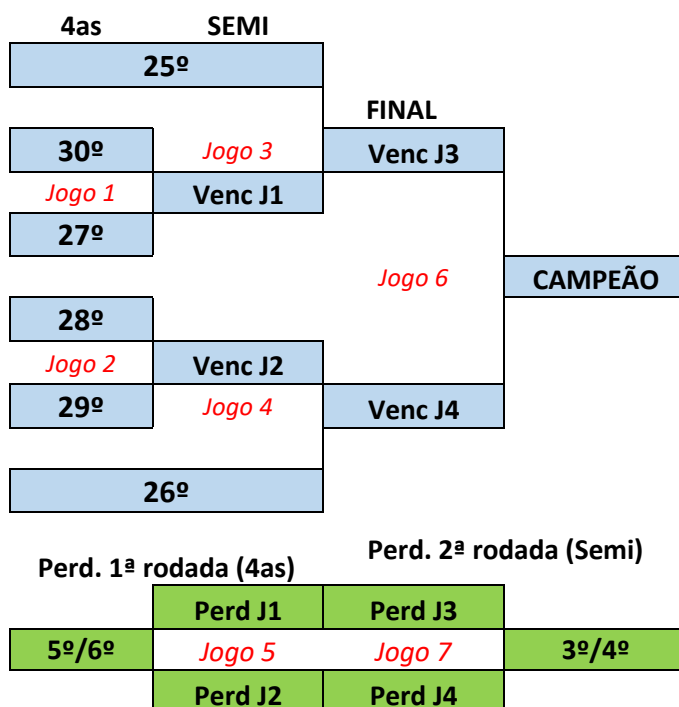 4as SEMI
25º
FINAL
30º Jogo 3 Venc J3
Jogo 1 Venc J1
27º
Jogo 6 CAMPEÃO
28º
Jogo 2 Venc J2
29º Jogo 4 Venc J4
26º
Perd. 1ª rodada (4as) Perd. 2ª rodada (Semi)
Perd J1 Perd J3
5º/6º Jogo 5 Jogo 7 3º/4º
Perd J2 Perd J4